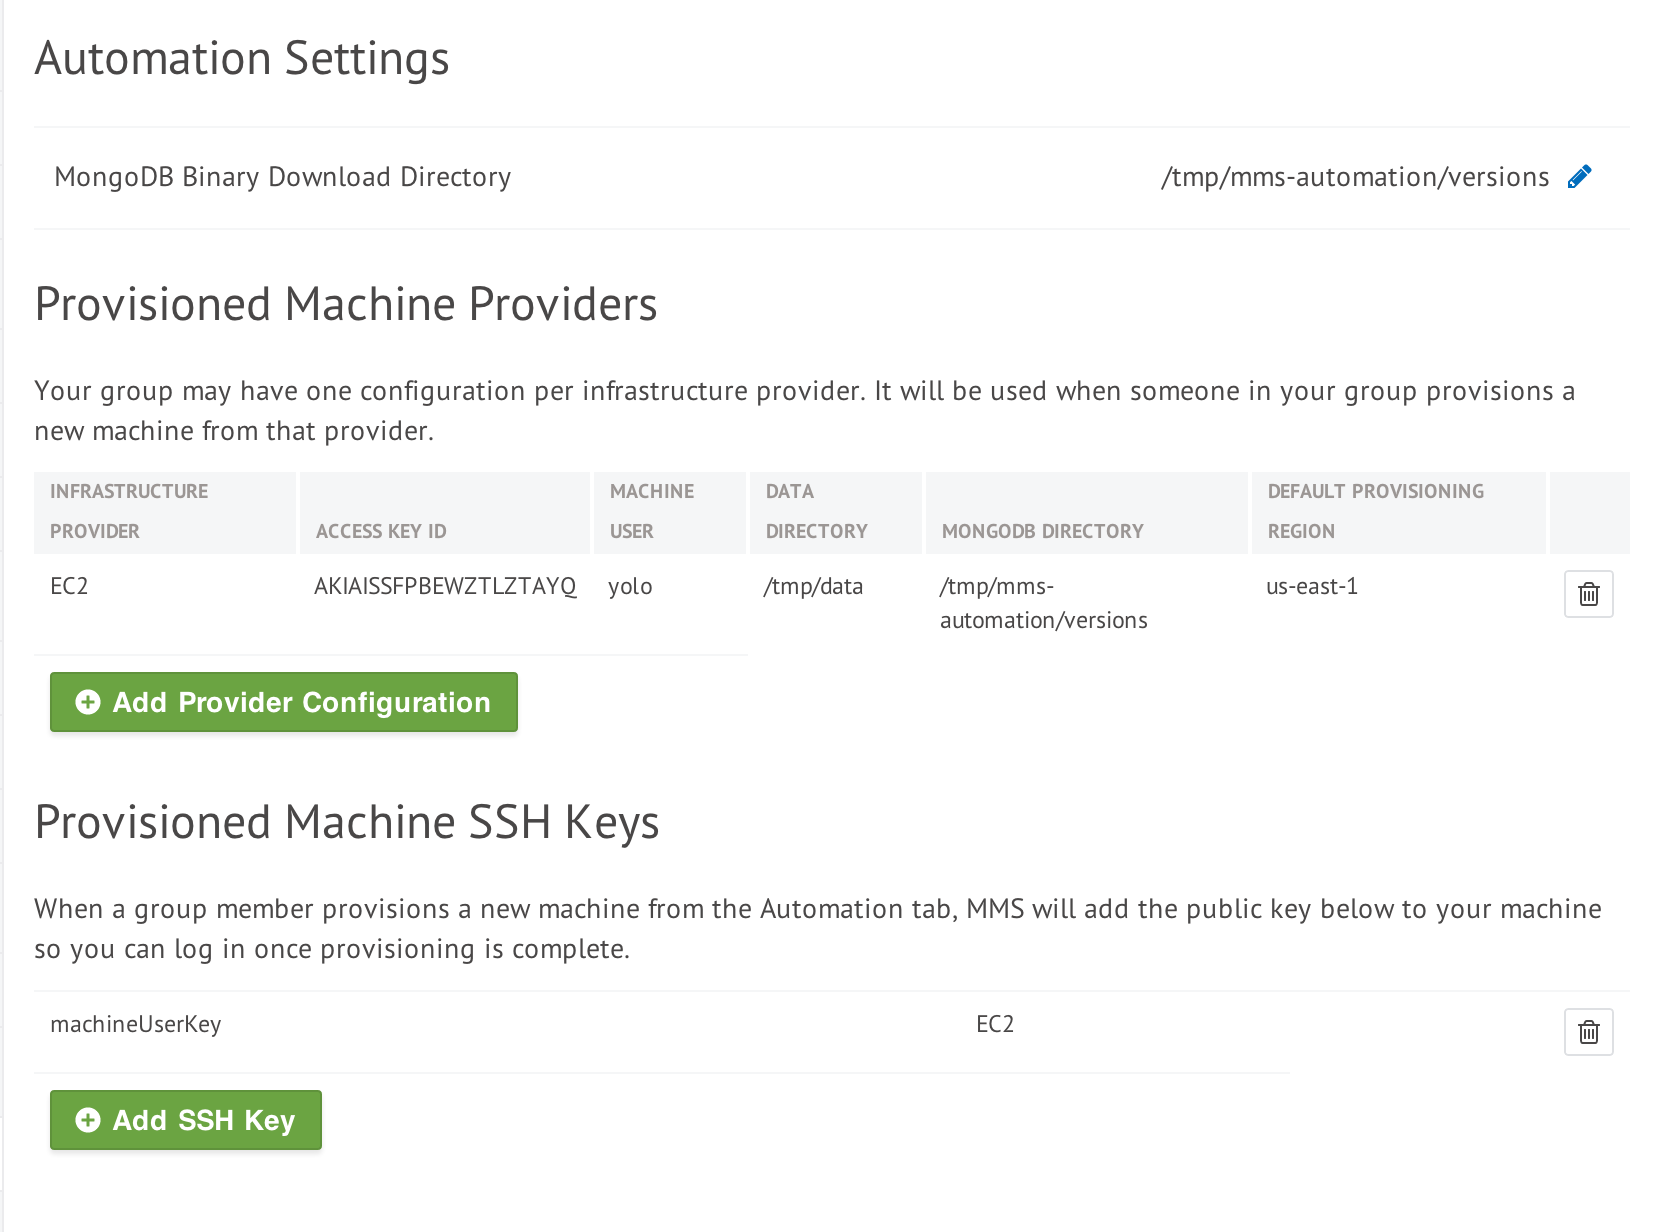 Automation Settings
MongoDB Binary Download Directory /tmp/mms-automation/versions
Provisioned Machine Providers
Your group may have one configuration per infrastructure provider. It will be used when someone in your group provisions a
new machine from that provider.
INFRASTRUCTURE PROVIDER ACCESS KEY ID MACHINE USER DATA DIRECTORY MONGODB DIRECTORY DEFAULT PROVISIONING REGION
EC2 AKIAISSFPBEWZTLZTAYQ yolo /tmp/data /tmp/mms-automation/versions us-east-1
Add Provider Configuration
Provisioned Machine SSH Keys
When a group member provisions a new machine from the Automation tab, MMS will add the public key below to your machine
so you can log in once provisioning is complete.
machineUserKey EC2
Add SSH Key